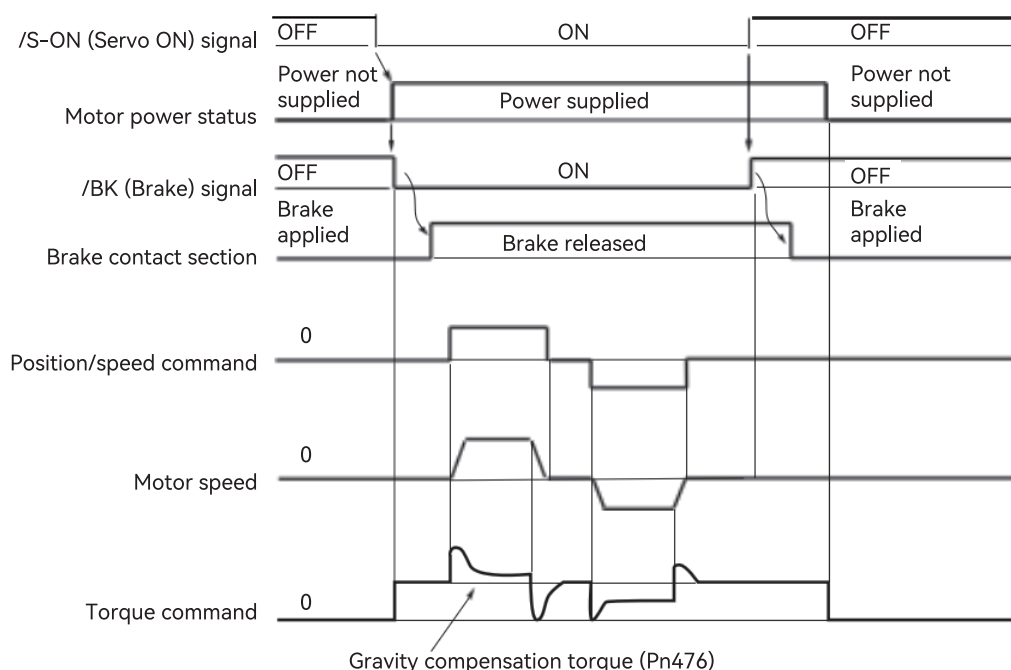 /S-ON (Servo ON) signal OFF ON OFF
Power not
supplied
Power not
supplied
Motor power status Power supplied
/BK (Brake) signal OFF ON OFF
Brake
applied
Brake
applied
Brake contact section Brake released
0
Position/speed command
0
Motor speed
0
Torque command
Gravity compensation torque (Pn476)